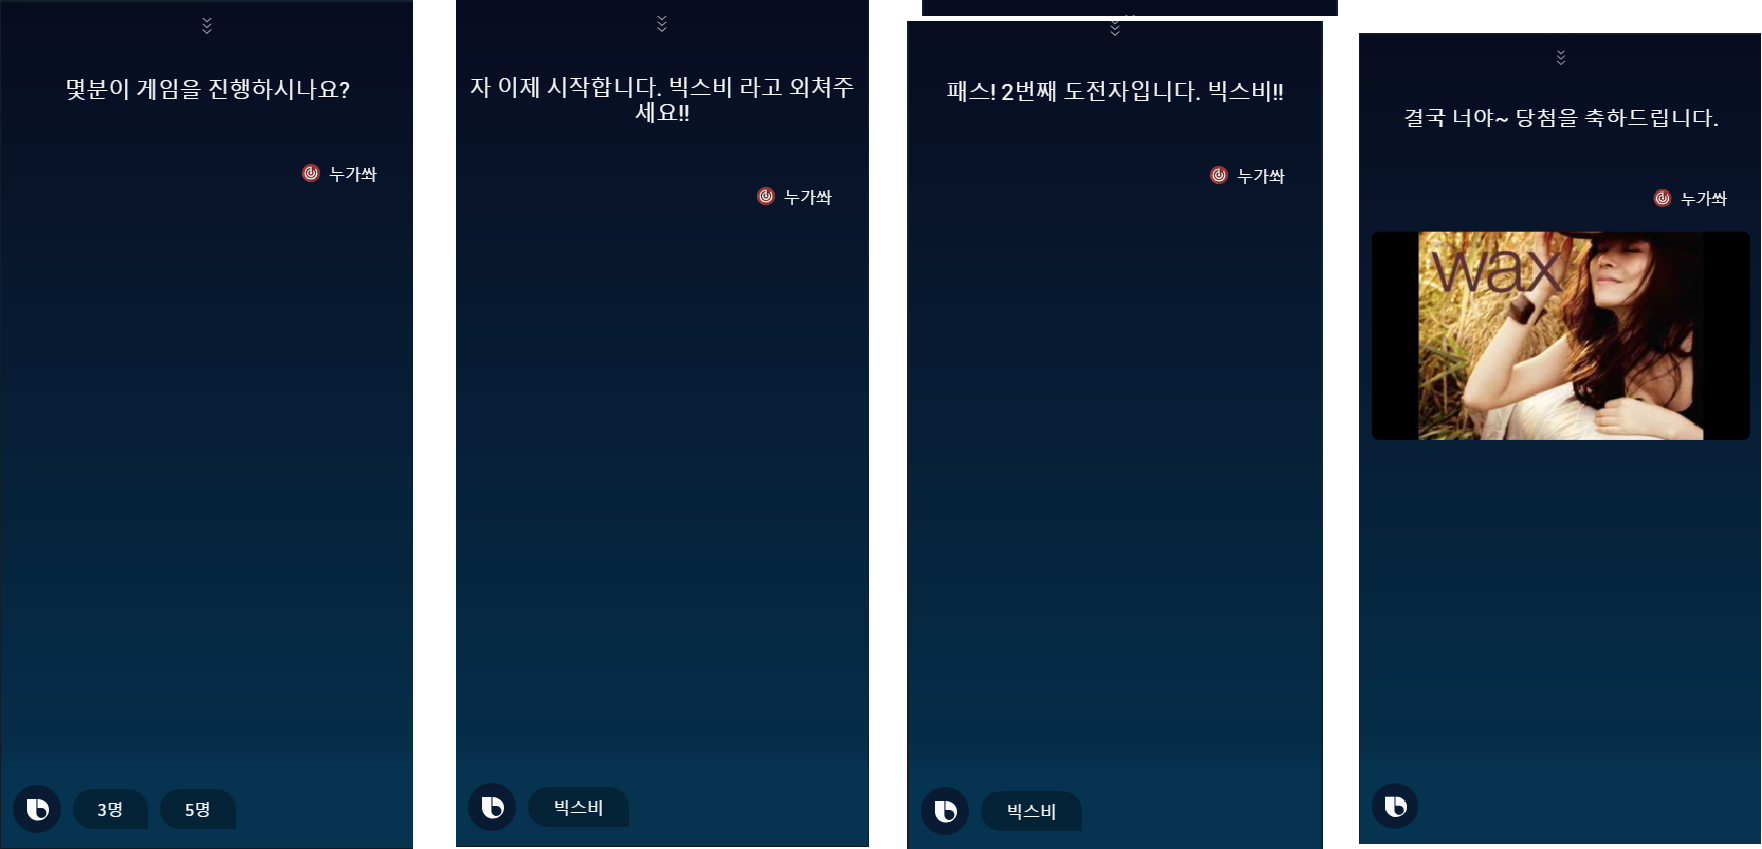 몇분이 게임을 진행하시나요?
누가쏴
3명
5명
자 이제 시작합니다. 빅스비 라고 외쳐주
세요!!
누가쏴
빅스비
패스! 2번째 도전자입니다. 빅스비!!
누가쏴
빅스비
결국 너야~ 당첨을 축하드립니다.
누가쏴
wax